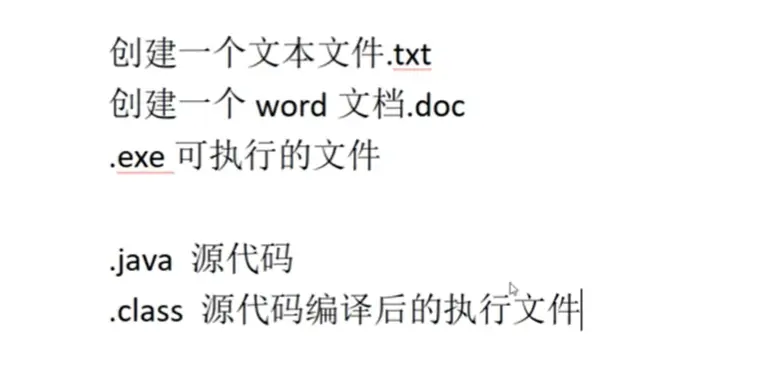 创建一个文本文件.txt
创建一个 word 文档.doc
.exe 可执行的文件
.java 源代码
.class 源代码编译后的执行文件